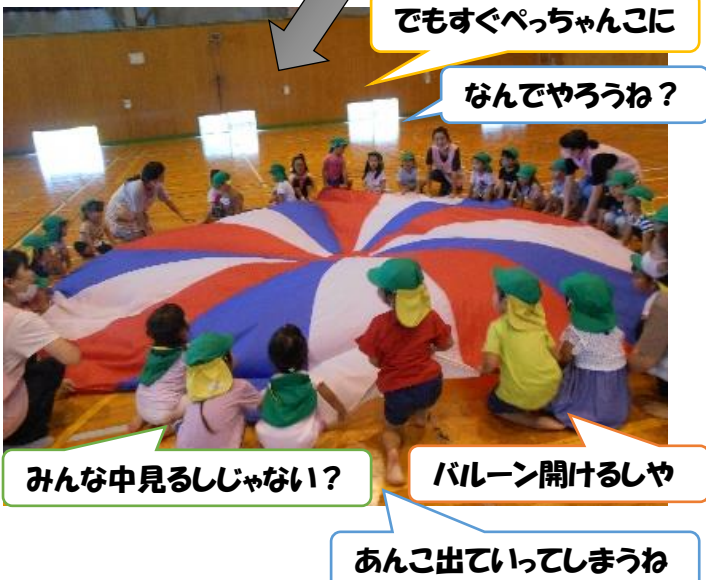 でもすぐぺっちゃんこに
なんでやろうね？
みんな中見るしじゃない？
バルーン開けるしや
あんこ出ていってしまうね